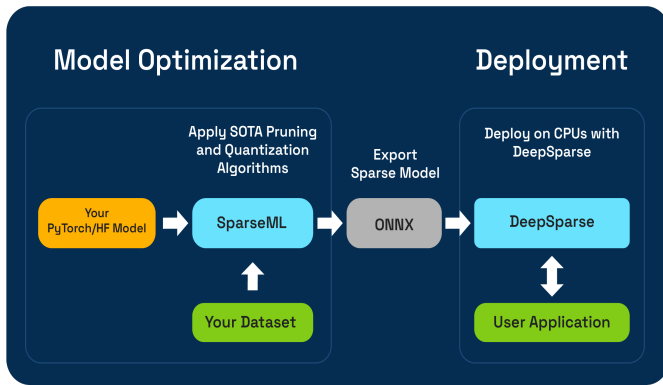 Model Optimization
Deployment
Apply SOTA Pruning
and Quantization
Algorithms
Export
Sparse Model
Deploy on CPUs with
DeepSparse
Your
PyTorch/HF Model
SparseML
ONNX
DeepSparse
Your Dataset
User Application